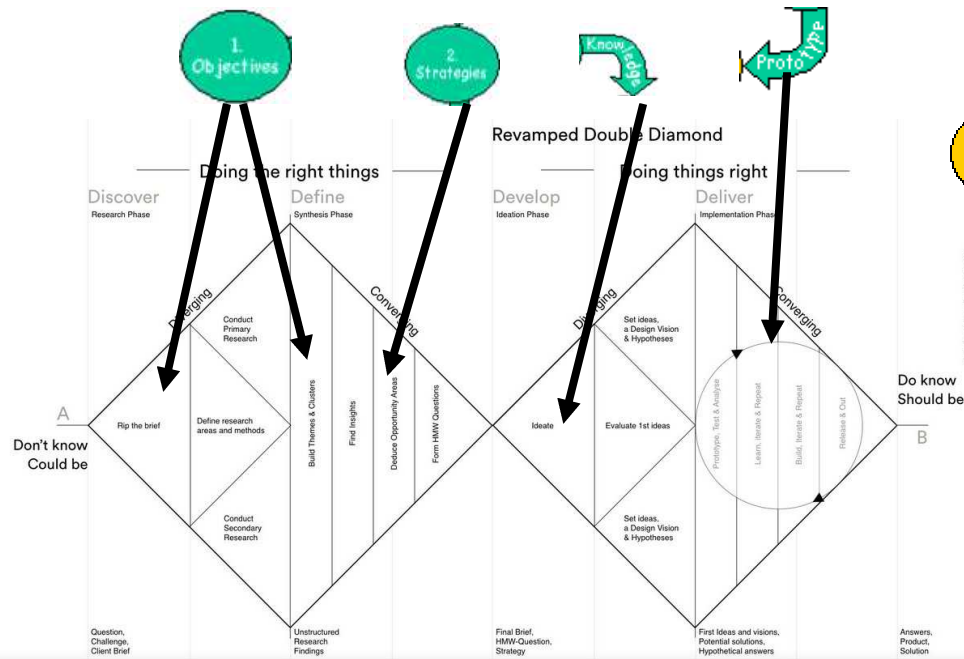 1.
Objectives
2.
Strategies
Knowledge
Prototype
Revamped Double Diamond
Doing the right things
Doing things right
Discover
Research Phase
Define
Synthesis Phase
Develop
Ideation Phase
Deliver
Implementation Phase
Diverging
Converging
Diverging
Converging
Conduct
Primary
Research
Set ideas,
a Design Vision
& Hypotheses
A
Don't know
Could be
Rip the brief
Define research
areas and methods
Build Themes & Clusters
Find Insights
Deduce Opportunity Areas
Form HMW Questions
Ideate
Evaluate 1st ideas
Prototype, Test & Analyse
Learn, Iterate & Repeat
Build, Iterate & Repeat
Release & Out
Do know
Should be
B
Conduct
Secondary
Research
Set ideas,
a Design Vision
& Hypotheses
Question,
Challenge,
Client Brief
Unstructured
Research
Findings
Final Brief,
HMW-Question,
Strategy
First Ideas and visions,
Potential solutions,
Hypothetical answers
Answers,
Product,
Solution